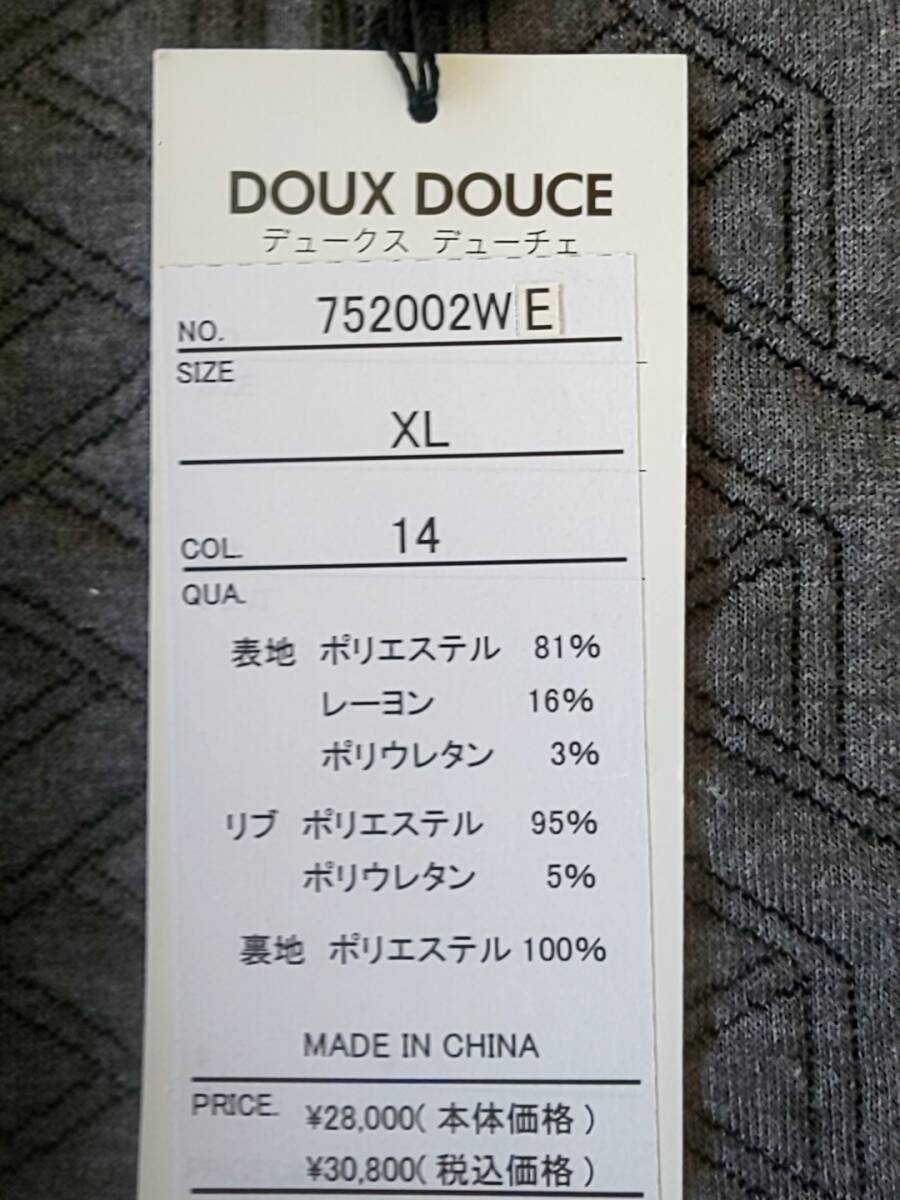 DOUX DOUCE
デュークス デューチェ
NO. 752002WE
SIZE
XL
COL. 14
QUA.
表地 ポリエステル 81%
レーヨン 16%
ポリウレタン 3%
リブ ポリエステル 95%
ポリウレタン 5%
裏地 ポリエステル 100%
MADE IN CHINA
PRICE. ¥28,000(本体価格)
¥30,800(税込価格)